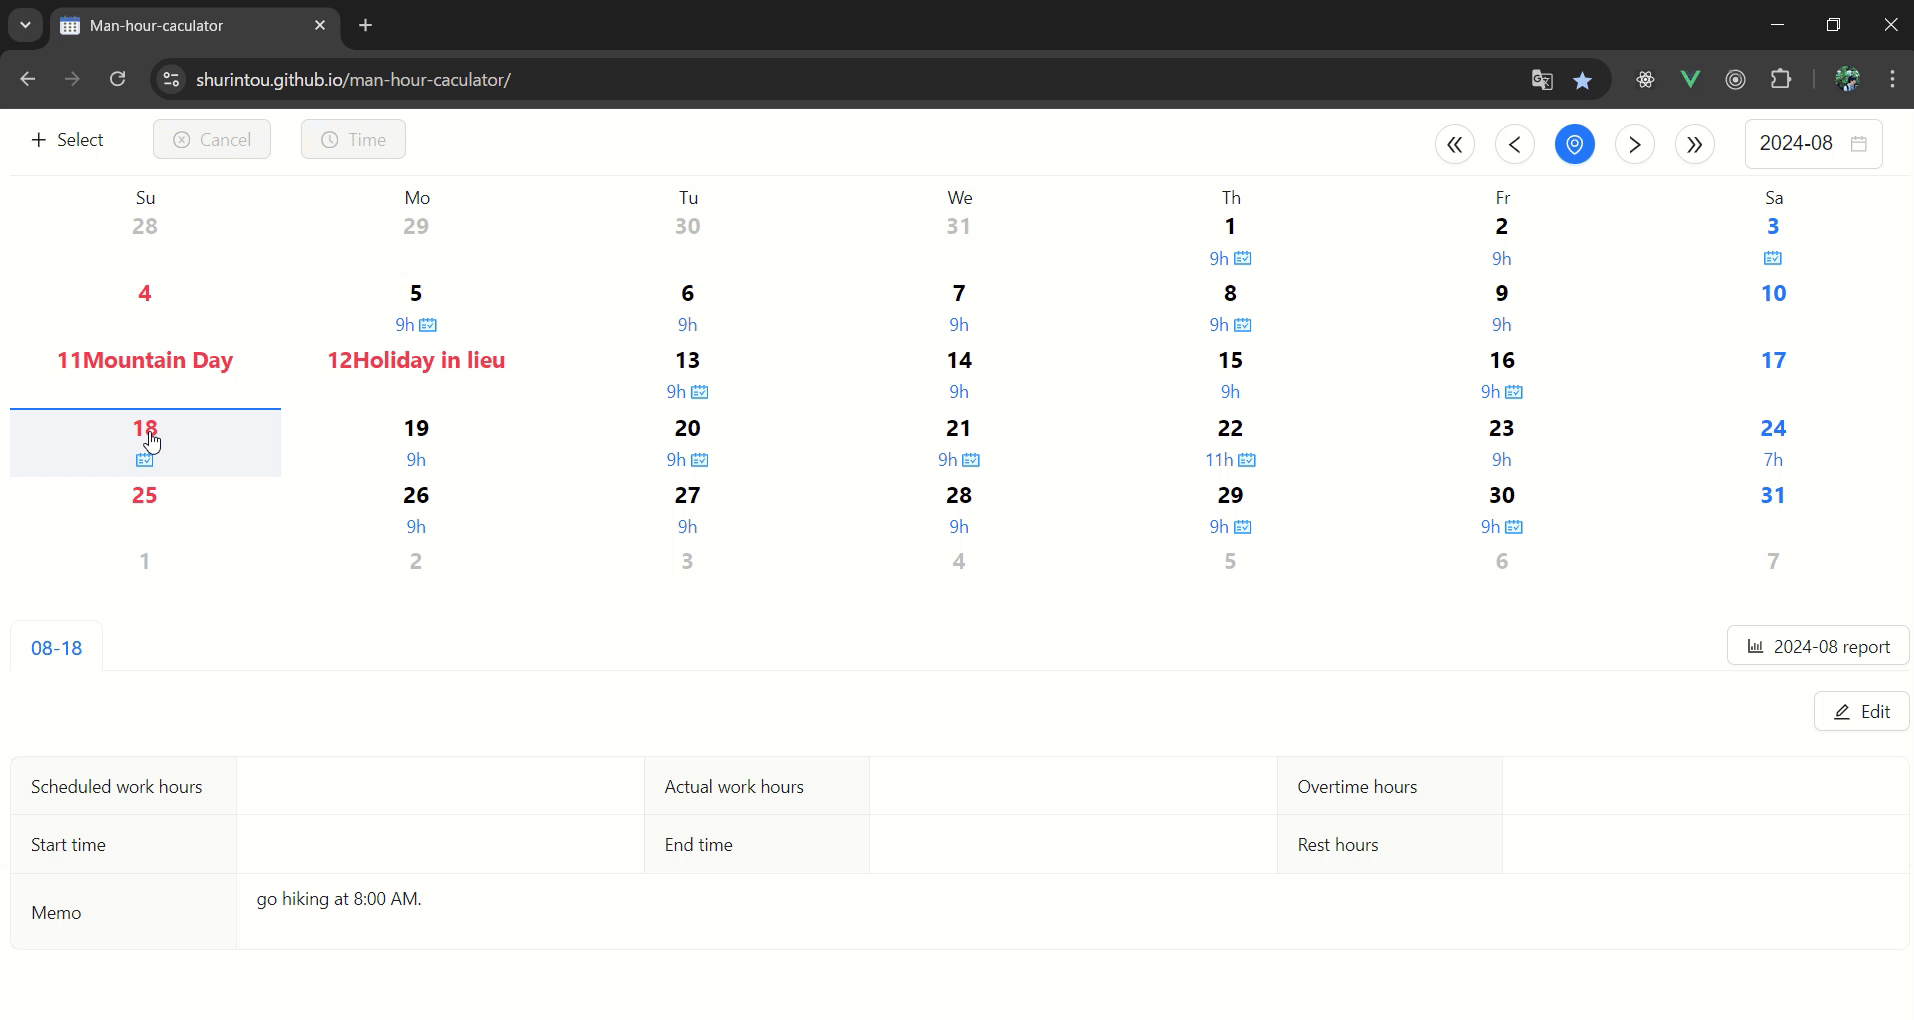 Man-hour-caculator
shurintou.github.io/man-hour-caculator/
Select Cancel Time 2024-08
Su Mo Tu We Th Fr Sa
28 29 30 31 1 2 3
9h 9h
4 5 6 7 8 9 10
9h 9h 9h 9h 9h
11Mountain Day 12Holiday in lieu 13 14 15 16 17
9h 9h 9h 9h
18 19 20 21 22 23 24
9h 9h 9h 11h 9h 7h
25 26 27 28 29 30 31
9h 9h 9h 9h 9h
1 2 3 4 5 6 7
08-18 2024-08 report
Edit
Scheduled work hours Actual work hours Overtime hours
Start time End time Rest hours
Memo go hiking at 8:00 AM.